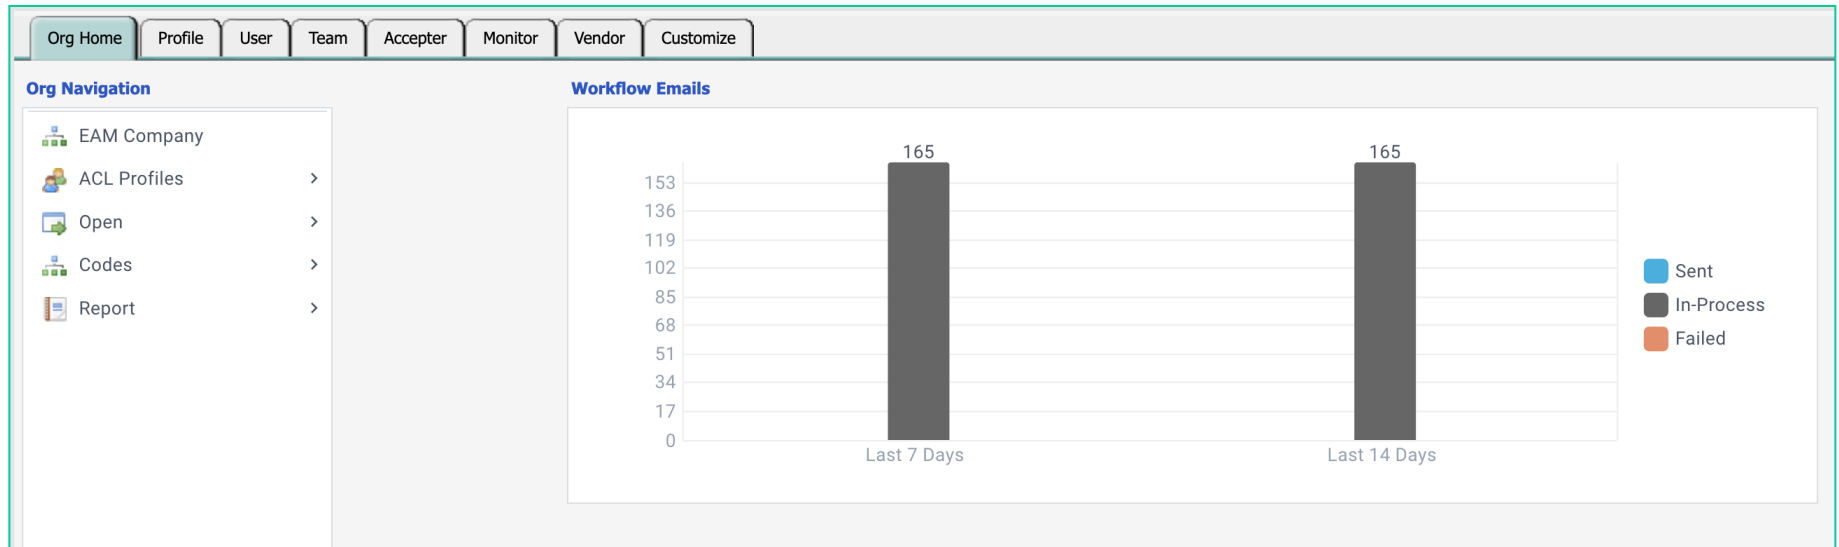 Org Home Profile User Team Accepter Monitor Vendor Customize
Org Navigation
EAM Company
ACL Profiles
Open
Codes
Report
Workflow Emails
165 165
153
136
119
102
85
68
51
34
17
0
Last 7 Days Last 14 Days
Sent
In-Process
Failed